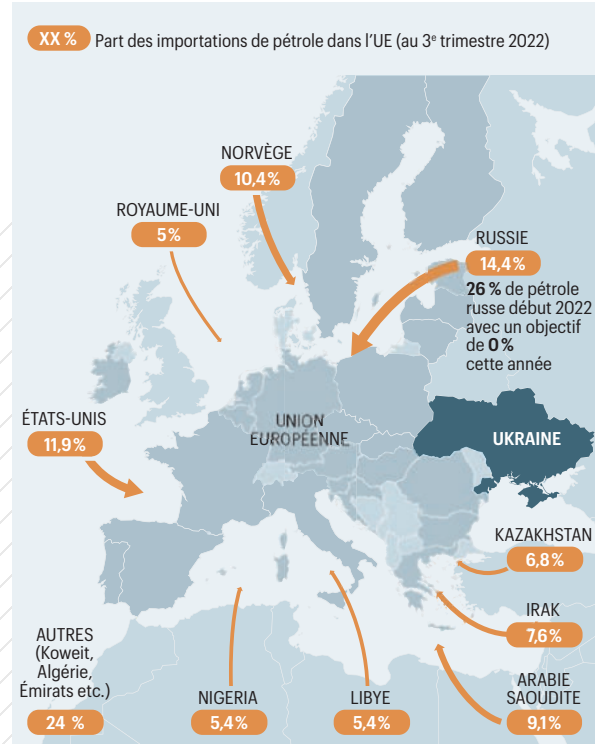 XX % Part des importations de pétrole dans l'UE (au 3e trimestre 2022)
NORVÈGE
10,4%
ROYAUME-UNI
5%
RUSSIE
14,4%
26 % de pétrole
russe début 2022
avec un objectif
de 0 %
cette année
ÉTATS-UNIS
11,9%
UNION
EUROPÉENNE
UKRAINE
KAZAKHSTAN
6,8%
IRAK
7,6%
AUTRES
(Koweit,
Algérie,
Émirats etc.)
24 %
NIGERIA
5,4%
LIBYE
5,4%
ARABIE
SAOUDITE
9,1%